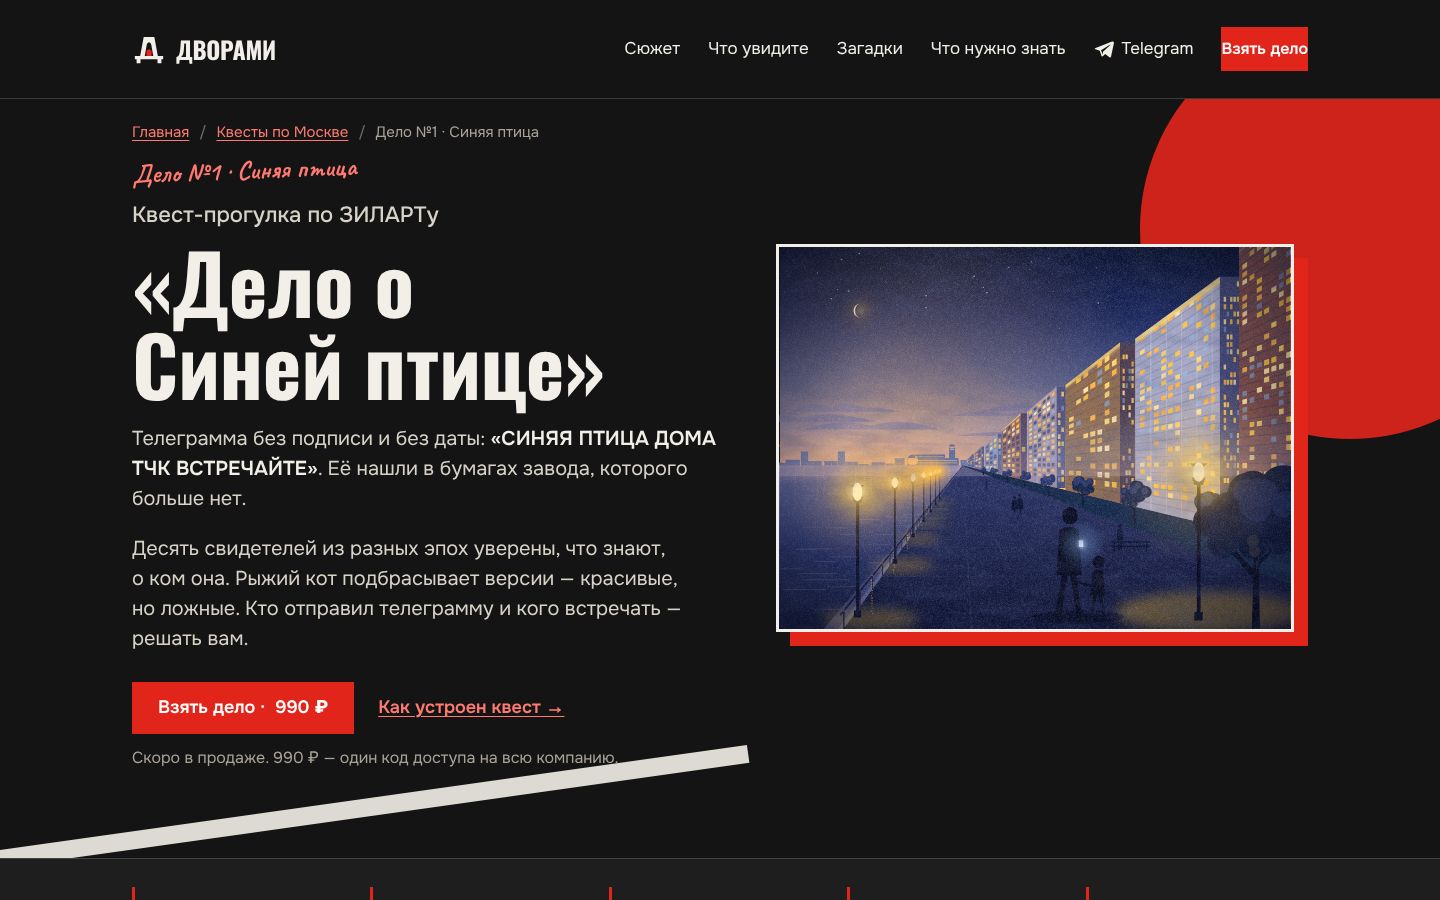 ДВОРАМИ
Сюжет Что увидите Загадки Что нужно знать Telegram Взять дело
Главная / Квесты по Москве / Дело №1 · Синяя птица
Дело №1 · Синяя птица
Квест-прогулка по ЗИЛАРТу
«Дело о
Синей птице»
Телеграмма без подписи и без даты: «СИНЯЯ ПТИЦА ДОМА
ТЧК ВСТРЕЧАЙТЕ». Её нашли в бумагах завода, которого
больше нет.
Десять свидетелей из разных эпох уверены, что знают,
о ком она. Рыжий кот подбрасывает версии — красивые,
но ложные. Кто отправил телеграмму и кого встречать —
решать вам.
Взять дело · 990 ₽ Как устроен квест →
Скоро в продаже. 990 ₽ — один код доступа на всю компанию.